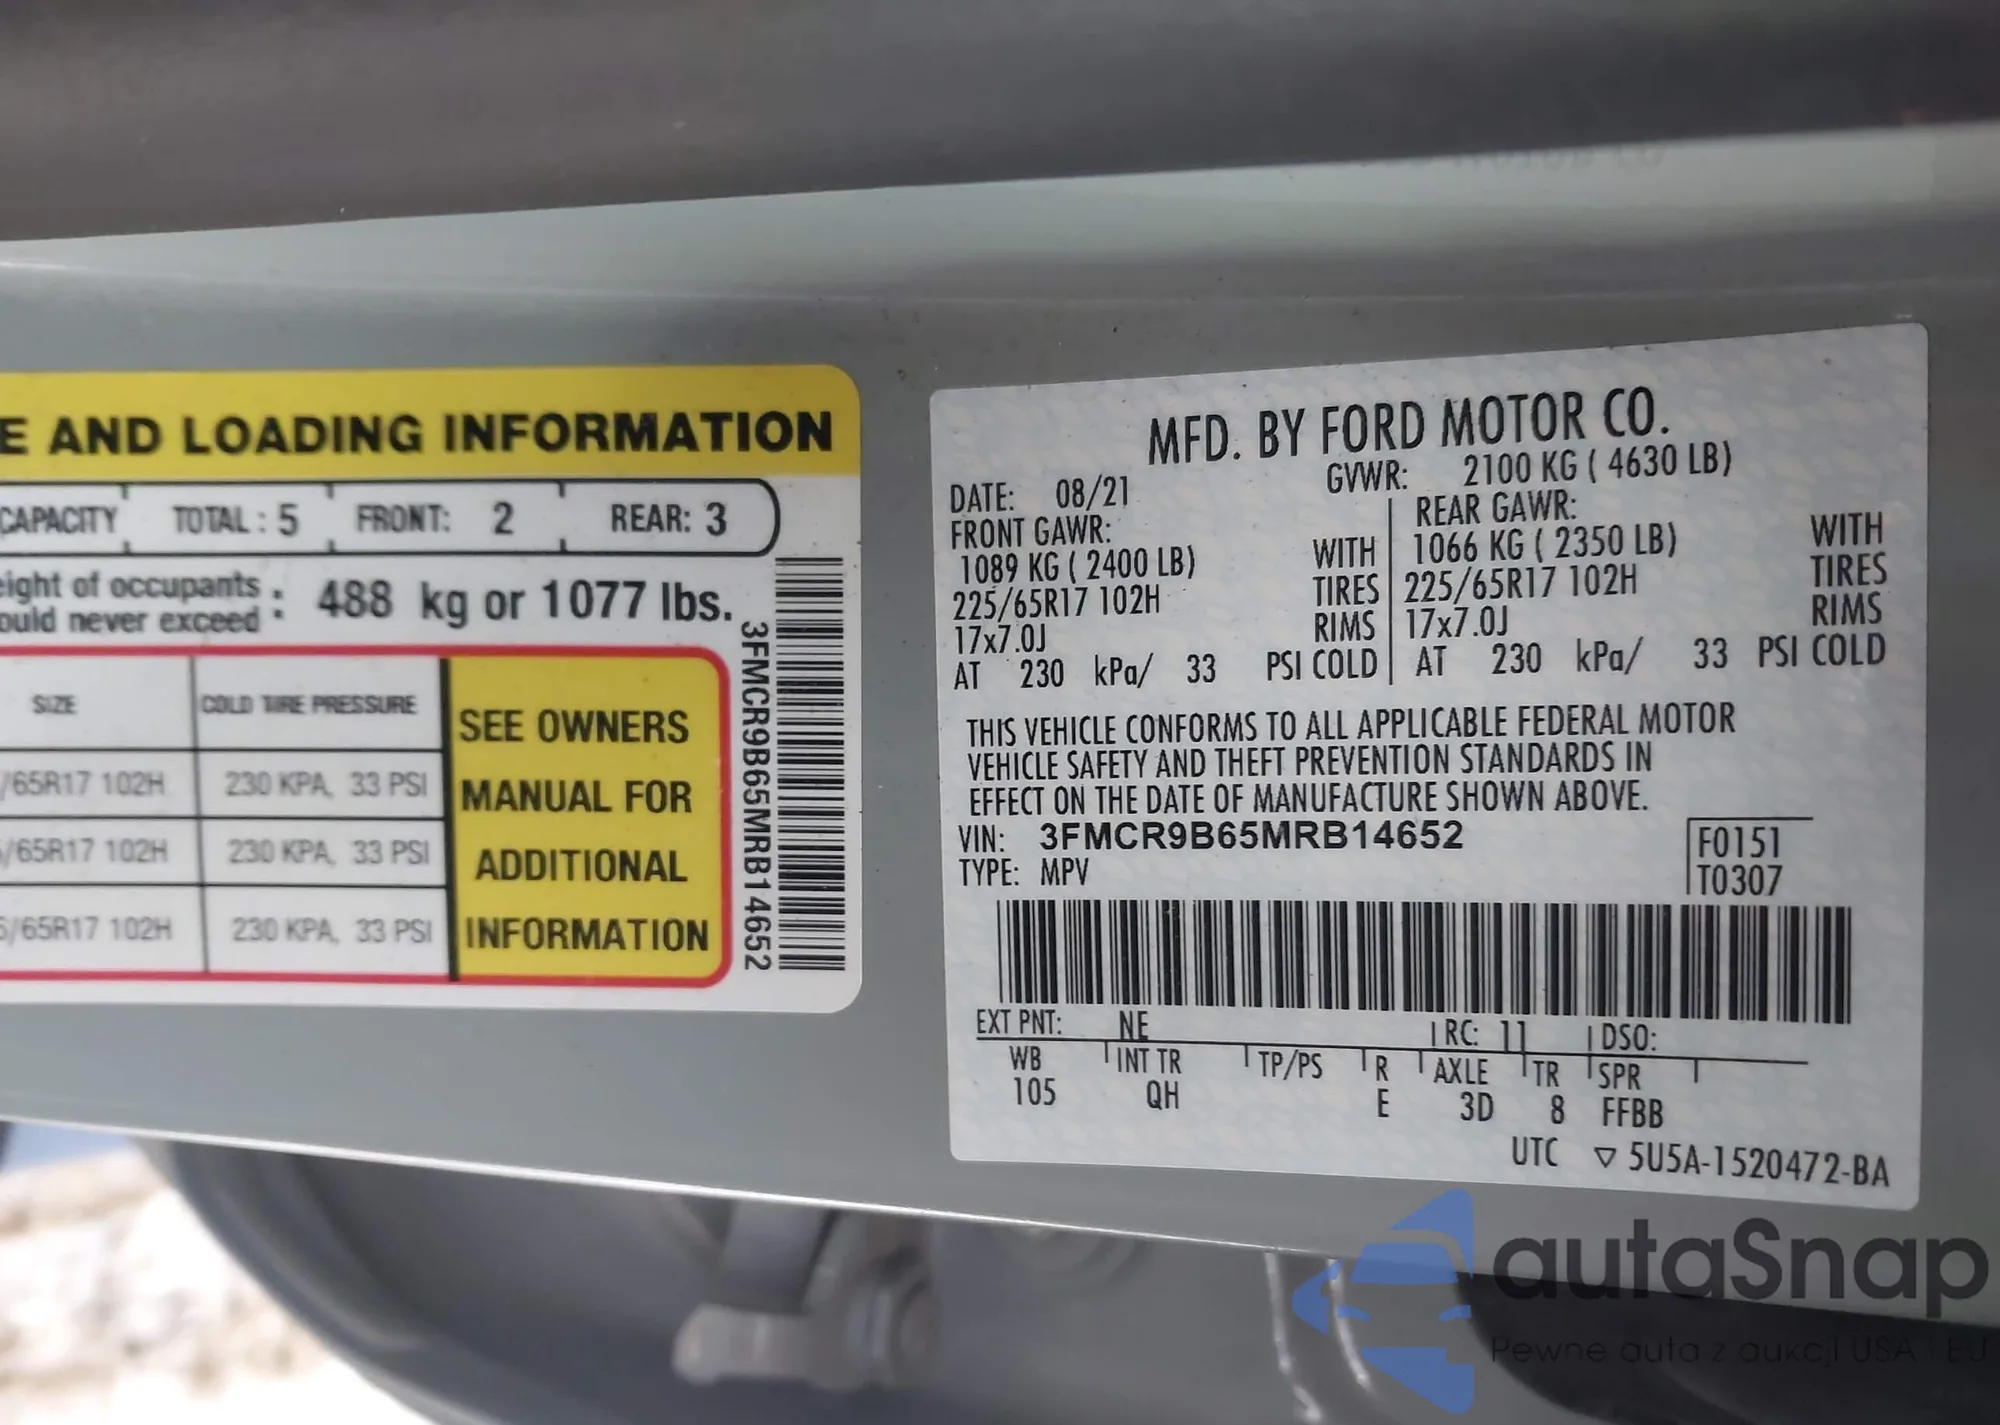 E AND LOADING INFORMATION
CAPACITY TOTAL : 5 FRONT: 2 REAR: 3
eight of occupants
ould never exceed : 488 kg or 1077 lbs.
SIZE COLD TIRE PRESSURE
/65R17 102H 230 KPA, 33 PSI
/65R17 102H 230 KPA, 33 PSI
5/65R17 102H 230 KPA, 33 PSI
SEE OWNERS
MANUAL FOR
ADDITIONAL
INFORMATION
3FMCR9B65MRB14652
MFD. BY FORD MOTOR CO.
DATE: 08/21 GVWR: 2100 KG ( 4630 LB)
FRONT GAWR: REAR GAWR:
1089 KG ( 2400 LB) WITH 1066 KG ( 2350 LB) WITH
225/65R17 102H TIRES 225/65R17 102H TIRES
17x7.0J RIMS 17x7.0J RIMS
AT 230 kPa/ 33 PSI COLD AT 230 kPa/ 33 PSI COLD
THIS VEHICLE CONFORMS TO ALL APPLICABLE FEDERAL MOTOR
VEHICLE SAFETY AND THEFT PREVENTION STANDARDS IN
EFFECT ON THE DATE OF MANUFACTURE SHOWN ABOVE.
VIN: 3FMCR9B65MRB14652 F0151
TYPE: MPV T0307
EXT PNT: NE RC: 11 DSO:
WB INT TR TP/PS R AXLE TR SPR
105 QH E 3D 8 FFBB
UTC ▽ 5U5A-1520472-BA
autaSnap
Pewne auta z aukcji USA i EU